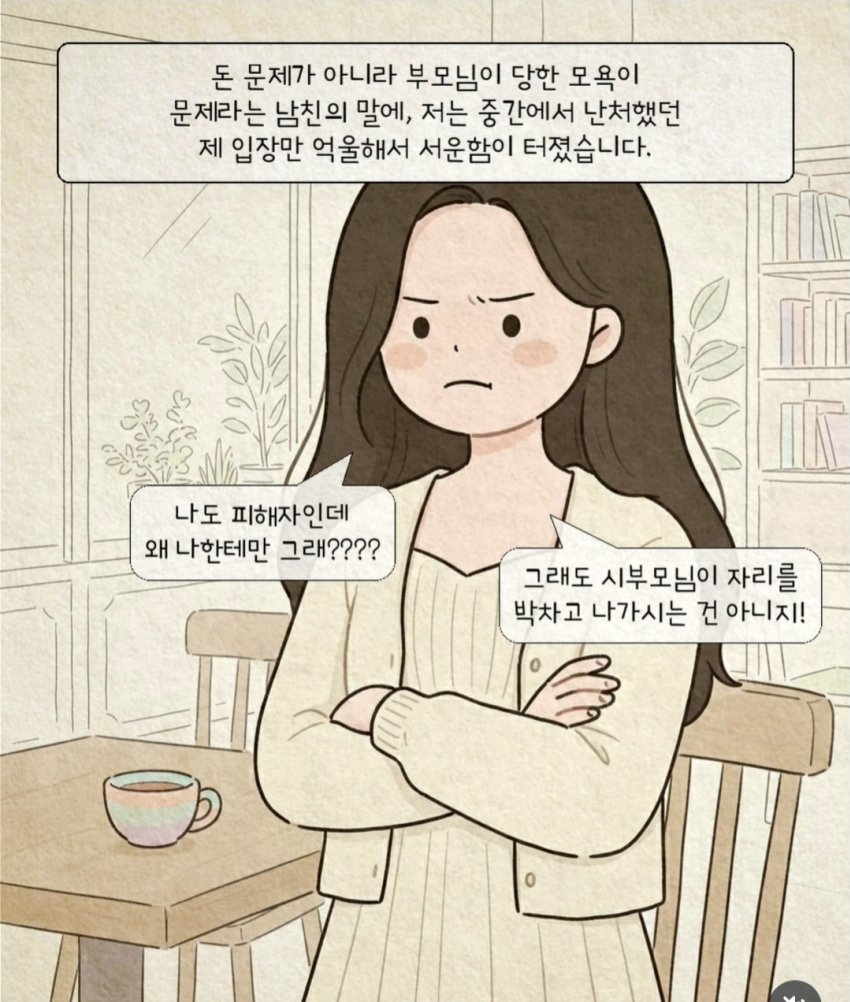 돈 문제가 아니라 부모님이 당한 모욕이
문제라는 남친의 말에, 저는 중간에서 난처했던
제 입장만 억울해서 서운함이 터졌습니다.
나도 피해자인데
왜 나한테만 그래????
그래도 시부모님이 자리를
박차고 나가시는 건 아니지!